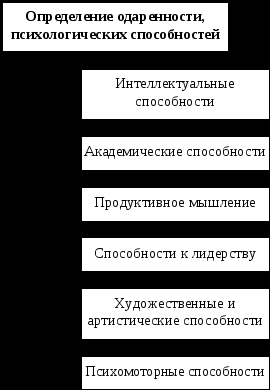 Определение одаренности,
психологических способностей
Интеллектуальные
способности
Академические способности
Продуктивное мышление
Способности к лидерству
Художественные и
артистические способности
Психомоторные способности